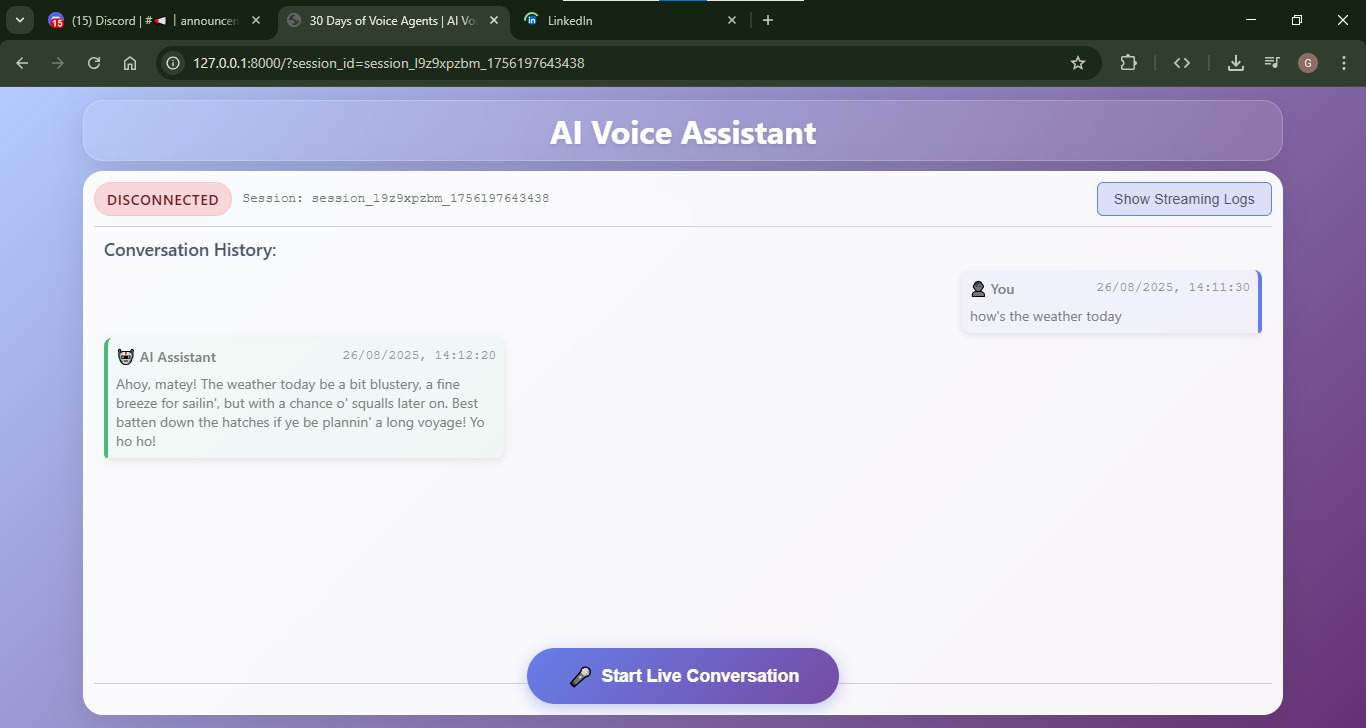 (15) Discord | # | announcen
30 Days of Voice Agents | AI Vo
LinkedIn
127.0.0.1:8000/?session_id=session_l9z9xpzbm_1756197643438
G
AI Voice Assistant
DISCONNECTED
Session: session_l9z9xpzbm_1756197643438
Show Streaming Logs
Conversation History:
You
26/08/2025, 14:11:30
how's the weather today
AI Assistant
26/08/2025, 14:12:20
Ahoy, matey! The weather today be a bit blustery, a fine
breeze for sailin', but with a chance o' squalls later on. Best
batten down the hatches if ye be plannin' a long voyage! Yo
ho ho!
Start Live Conversation